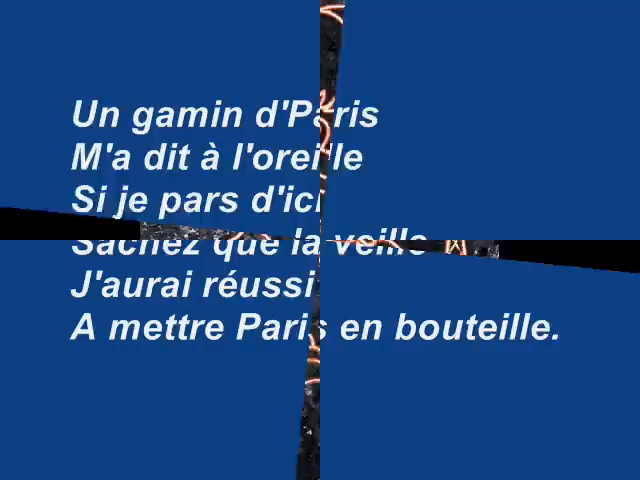 Un gamin d'Paris
M'a dit à l'oreille
Si je pars d'ici
Sachez que la veille
J'aurai réussi
A mettre Paris en bouteille.